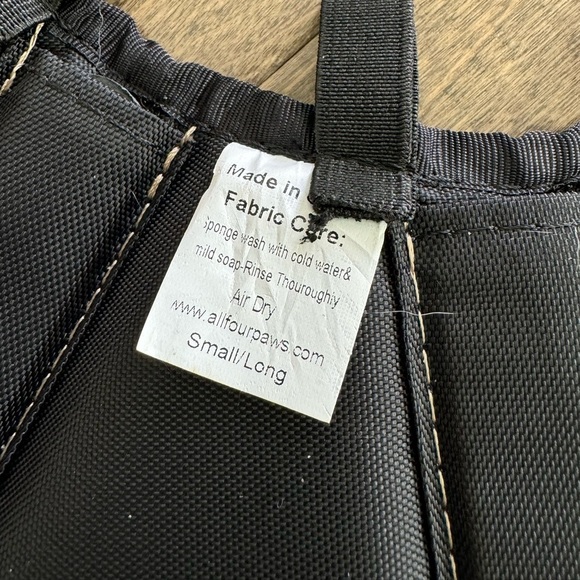 Made in
Fabric Care:
Sponge wash with cold water&
mild soap-Rinse Thouroughly
Air Dry
www.allfourpaws.com
Small/Long